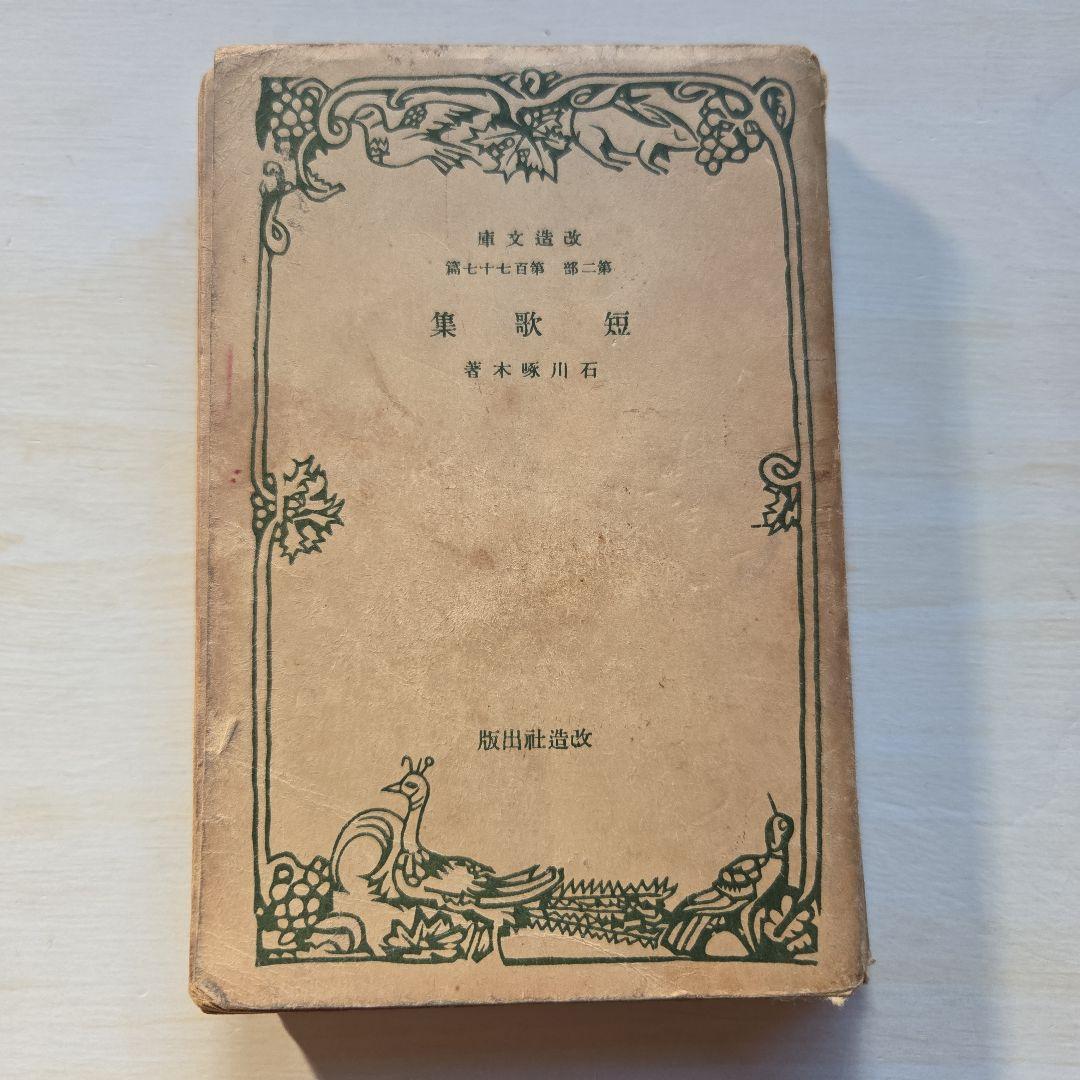 改造文庫
第二部 第百七十七篇
短歌集
石川啄木著
改造社出版